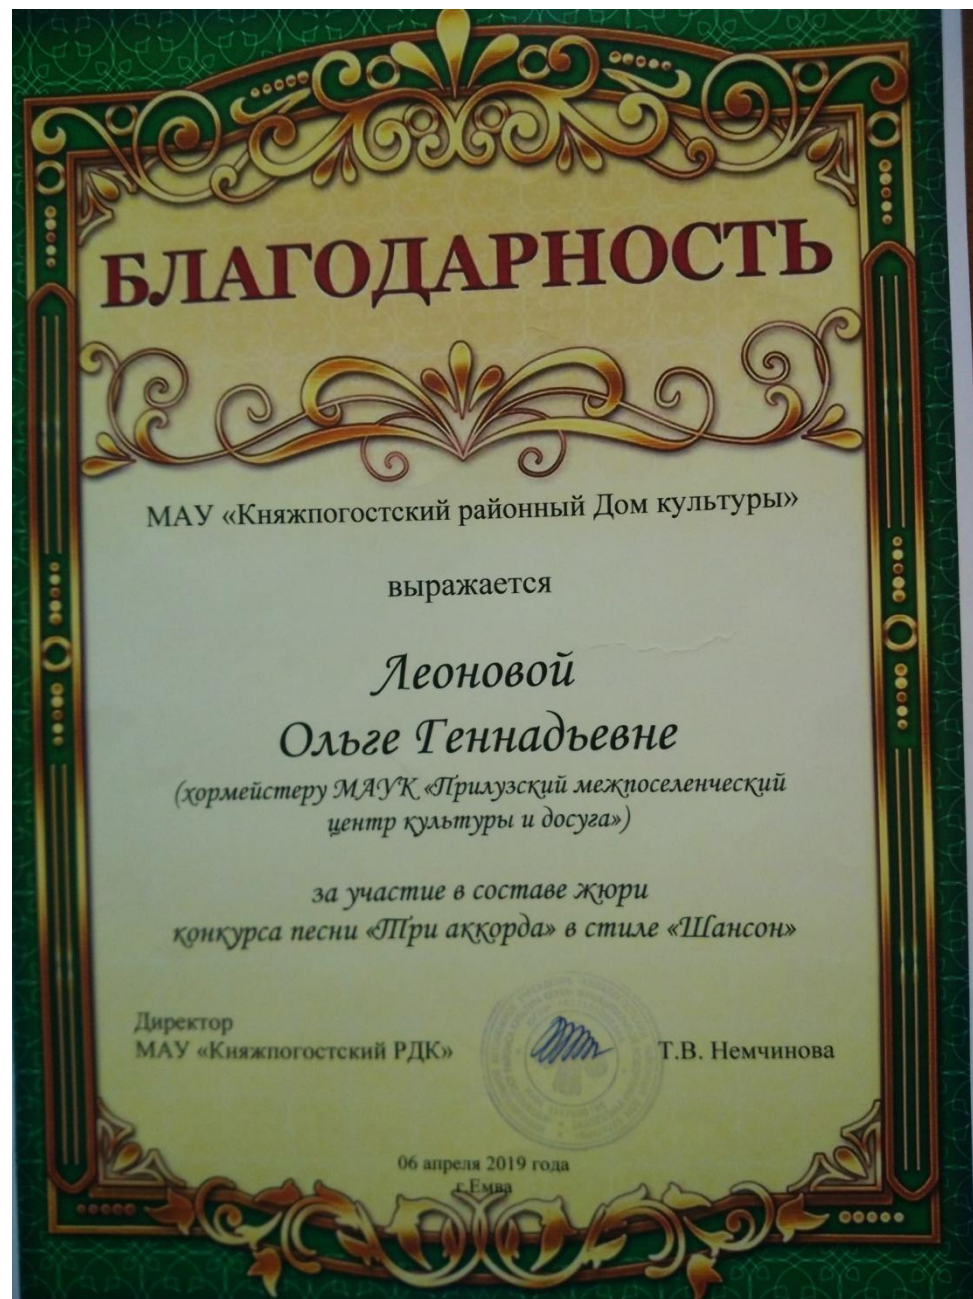 БЛАГОДАРНОСТЬ
МАУ «Княжпогостский районный Дом культуры»
выражается
Леоновой
Ольге Геннадьевне
(хормейстеру МАУК «Прилузский межпоселенческий
центр культуры и досуга»)
за участие в составе жюри
конкурса песни «Три аккорда» в стиле «Шансон»
Директор
МАУ «Княжпогостский РДК» Т.В. Немчинова
06 апреля 2019 года
г.Емва